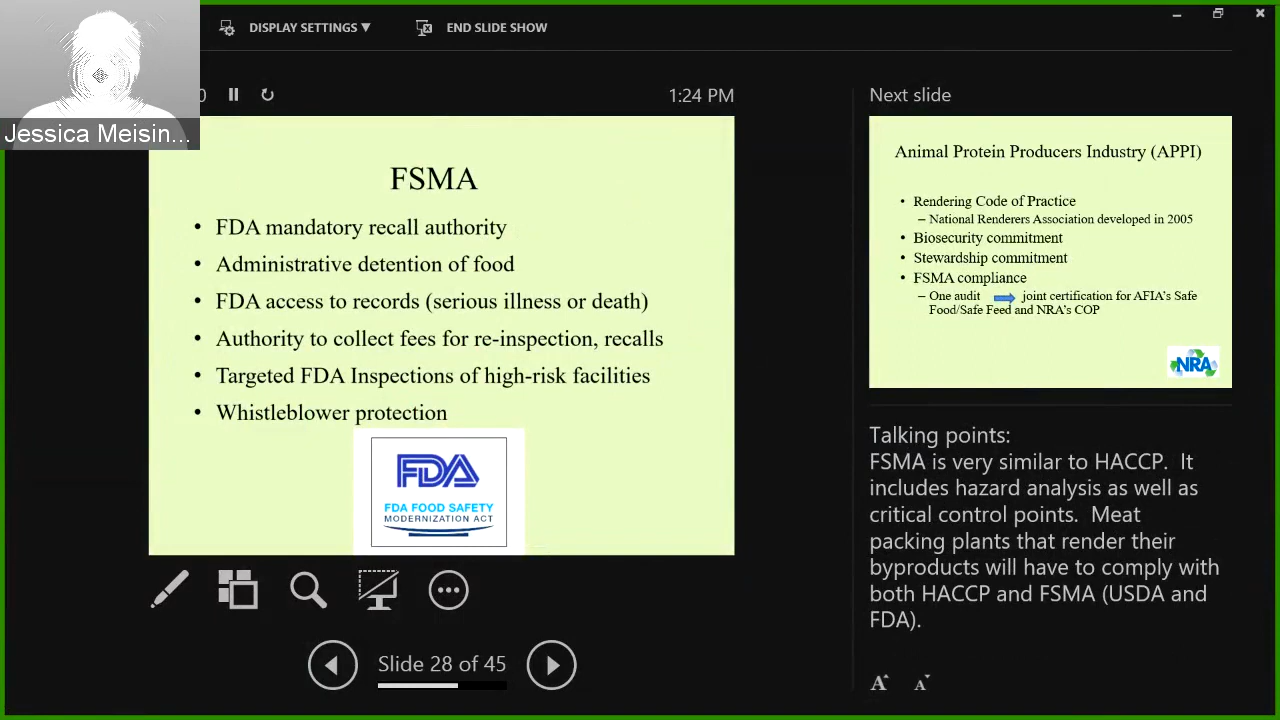 DISPLAY SETTINGS ▼
END SLIDE SHOW
0
1:24 PM
Jessica Meisin...
FSMA
• FDA mandatory recall authority
• Administrative detention of food
• FDA access to records (serious illness or death)
• Authority to collect fees for re-inspection, recalls
• Targeted FDA Inspections of high-risk facilities
• Whistleblower protection
FDA
FDA FOOD SAFETY
MODERNIZATION ACT
Slide 28 of 45
Next slide
Animal Protein Producers Industry (APPI)
• Rendering Code of Practice
– National Renderers Association developed in 2005
• Biosecurity commitment
• Stewardship commitment
• FSMA compliance
– One audit joint certification for AFIA's Safe
Food/Safe Feed and NRA's COP
NRA
Talking points:
FSMA is very similar to HACCP. It
includes hazard analysis as well as
critical control points. Meat
packing plants that render their
byproducts will have to comply with
both HACCP and FSMA (USDA and
FDA).
A A